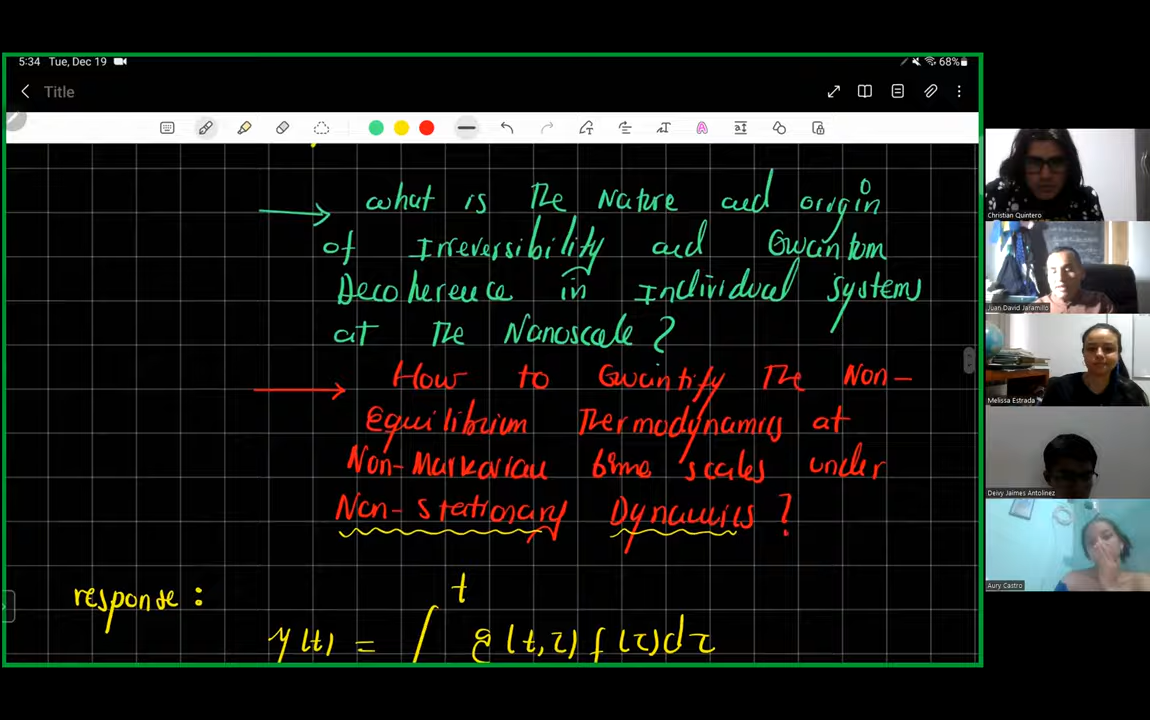 5:34 Tue, Dec 19
68%
Title
what is The Nature and origin
of Irreversibility and Quantom
Decoherence in Individual systems
at The Nanoscale?
How to Quantify The Non-
Equilibrium Thermodynamics at
Non-Markovian time scales under
Non-stationary Dynamics?
response:
y(t) = ∫ t g(t,τ) f(τ)dτ
Christian Quintero
Juan David Jaramillo
Melissa Estrada
Deivy Jaimes Antolinez
Aury Castro